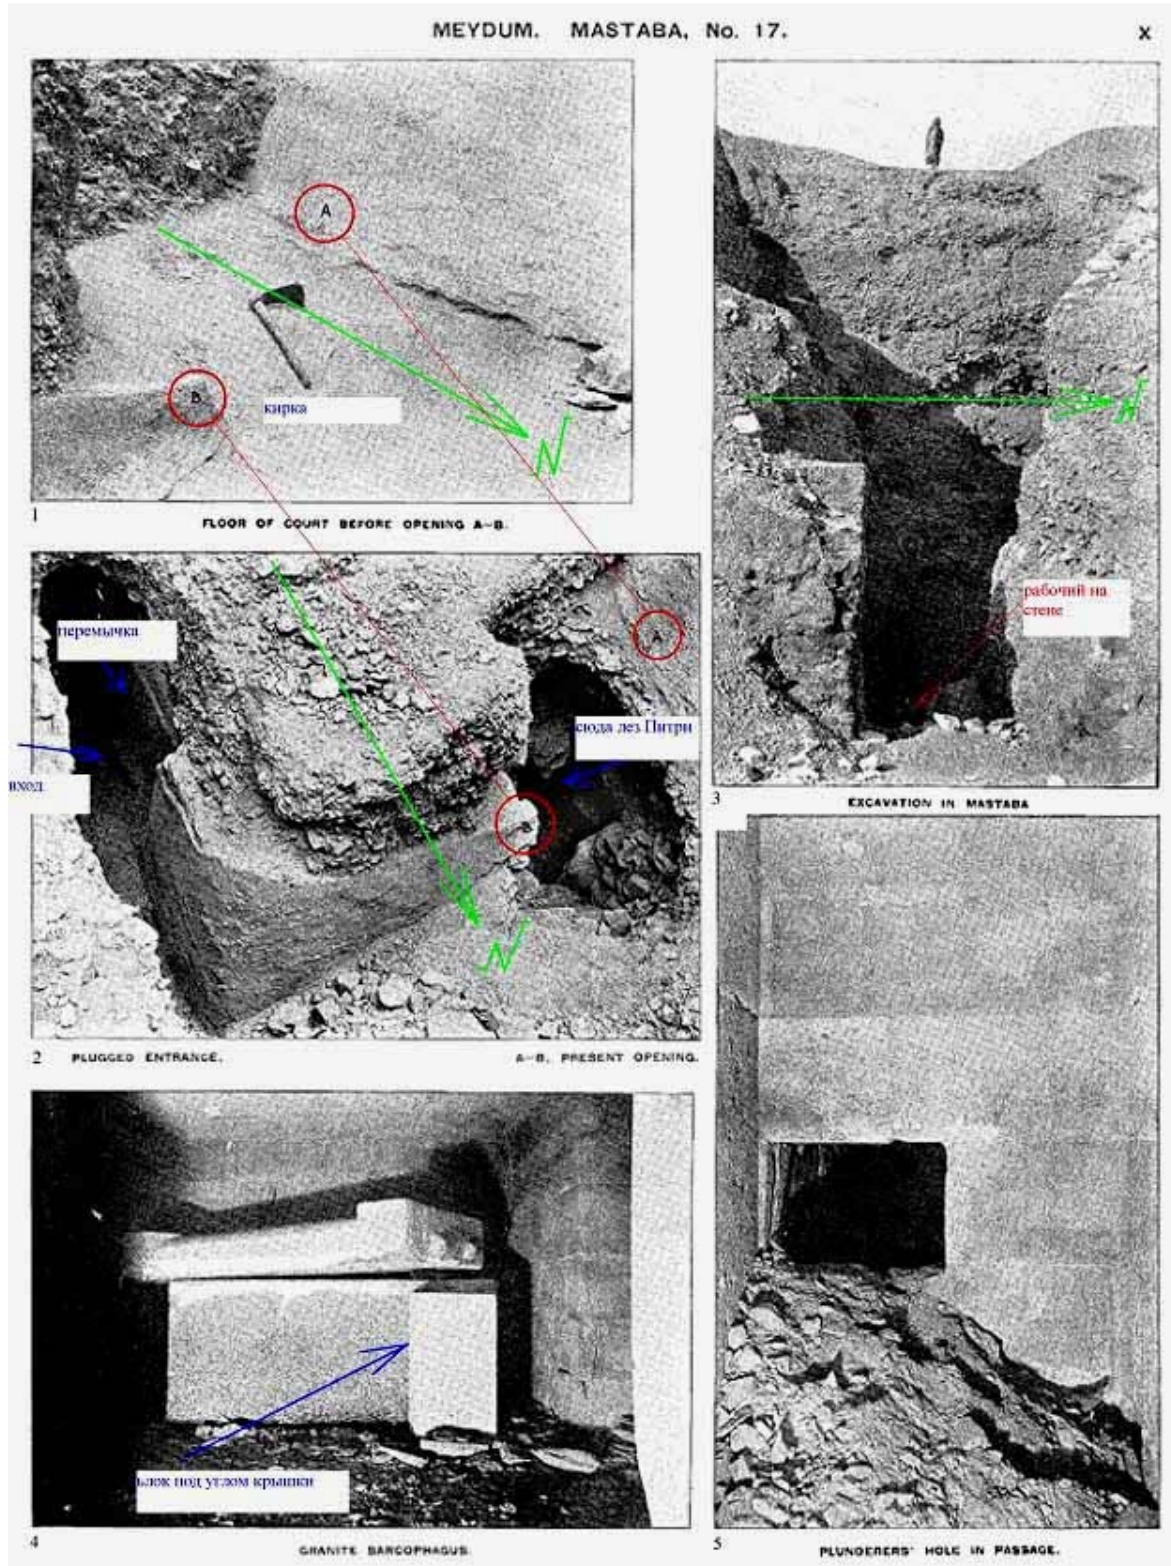 MEYDUM. MASTABA, No. 17.
X
A
B
кирка
N
1
FLOOR OF COURT BEFORE OPENING A-B.
N
рабочий на
стене
3
EXCAVATION IN MASTABA
перемычка
A
сюда лез Питри
вход
B
N
2
PLUGGED ENTRANCE.
A-B. PRESENT OPENING.
блок под углом крышки
4
GRANITE SARCOPHAGUS.
5
PLUNDERERS' HOLE IN PASSAGE.